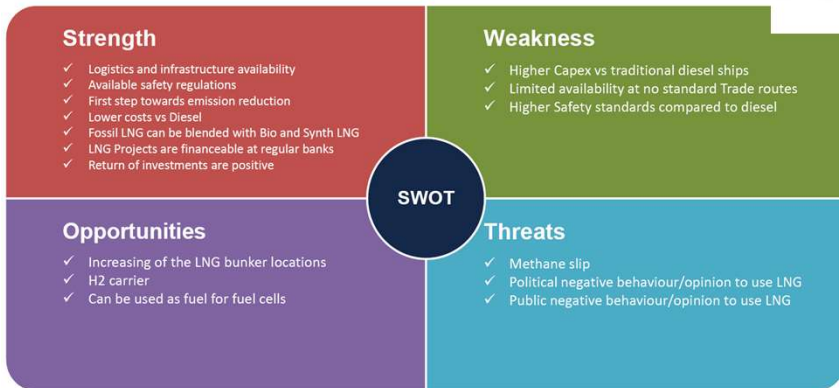 Strength
✓ Logistics and infrastructure availability
✓ Available safety regulations
✓ First step towards emission reduction
✓ Lower costs vs Diesel
✓ Fossil LNG can be blended with Bio and Synth LNG
✓ LNG Projects are financeable at regular banks
✓ Return of investments are positive
Weakness
✓ Higher Capex vs traditional diesel ships
✓ Limited availability at no standard Trade routes
✓ Higher Safety standards compared to diesel
SWOT
Opportunities
✓ Increasing of the LNG bunker locations
✓ H2 carrier
✓ Can be used as fuel for fuel cells
Threats
✓ Methane slip
✓ Political negative behaviour/opinion to use LNG
✓ Public negative behaviour/opinion to use LNG